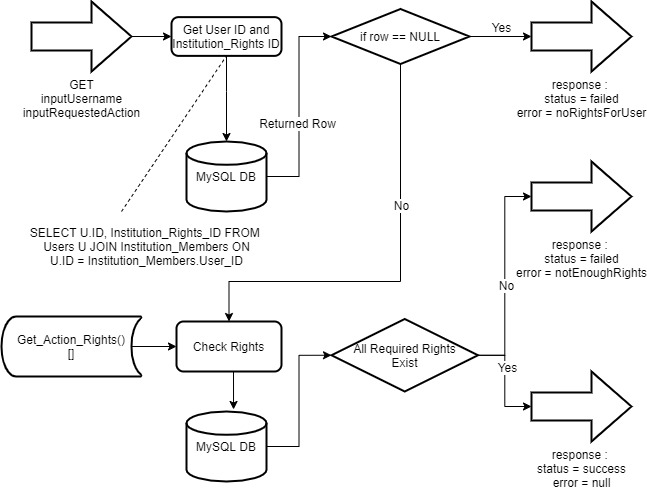 Get User ID and
Institution_Rights ID
if row == NULL
Yes
GET
inputUsername
inputRequestedAction
response :
status = failed
error = noRightsForUser
Returned Row
MySQL DB
No
SELECT U.ID, Institution_Rights_ID FROM
Users U JOIN Institution_Members ON
U.ID = Institution_Members.User_ID
response :
status = failed
error = notEnoughRights
No
Get_Action_Rights()
[]
Check Rights
All Required Rights
Exist
Yes
MySQL DB
response :
status = success
error = null